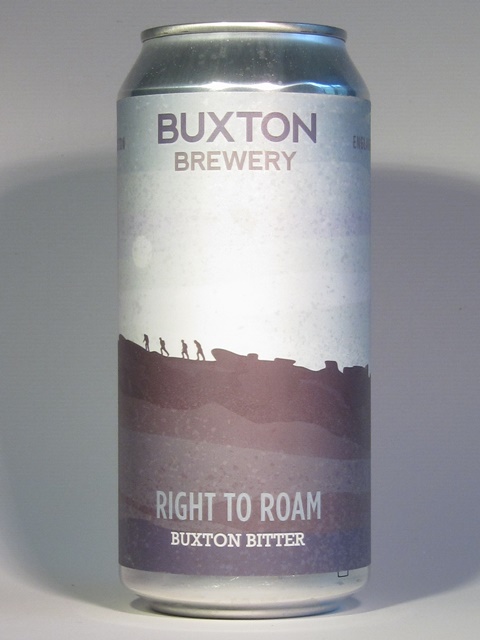 BUXTON
BREWERY
RIGHT TO ROAM
BUXTON BITTER